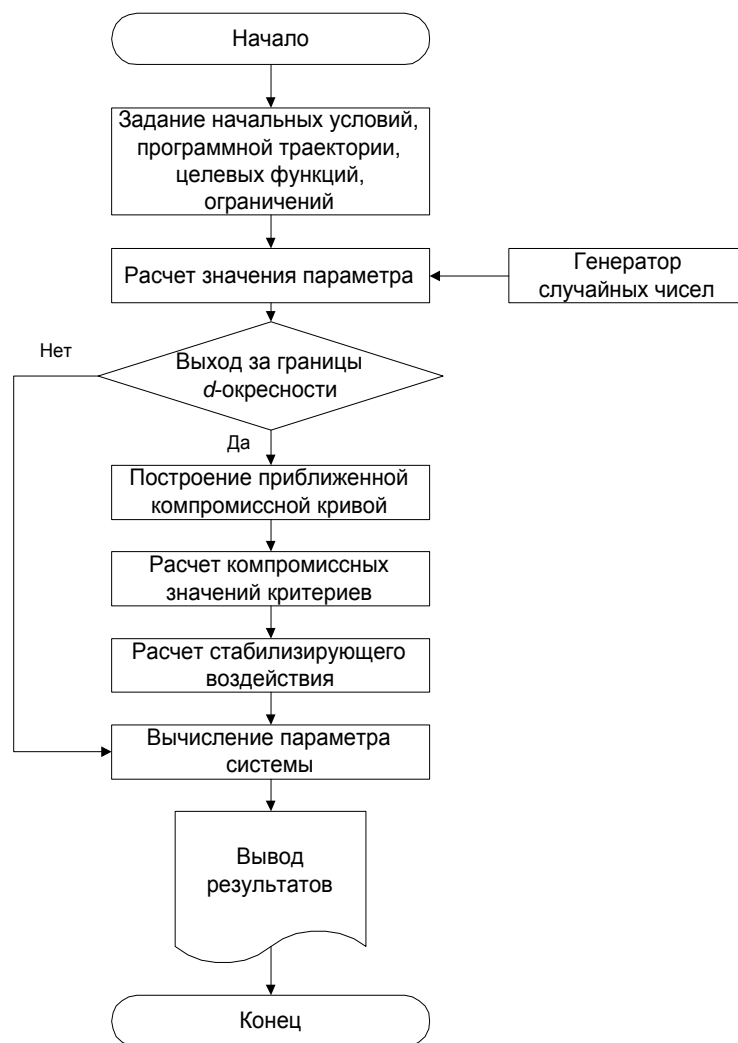 Начало
Задание начальных условий,
программной траектории,
целевых функций,
ограничений
Расчет значения параметра
Генератор
случайных чисел
Нет
Выход за границы
d-окресности
Да
Построение приближенной
компромиссной кривой
Расчет компромиссных
значений критериев
Расчет стабилизирующего
воздействия
Вычисление параметра
системы
Вывод
результатов
Конец